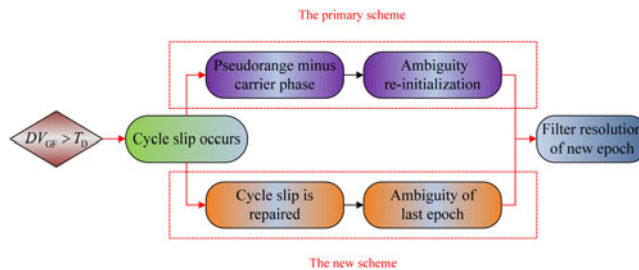 The primary scheme
Pseudorange minus
carrier phase
Ambiguity
re-initialization
DV_GF > T_D
Cycle slip occurs
Filter resolution
of new epoch
Cycle slip is
repaired
Ambiguity of
last epoch
The new scheme